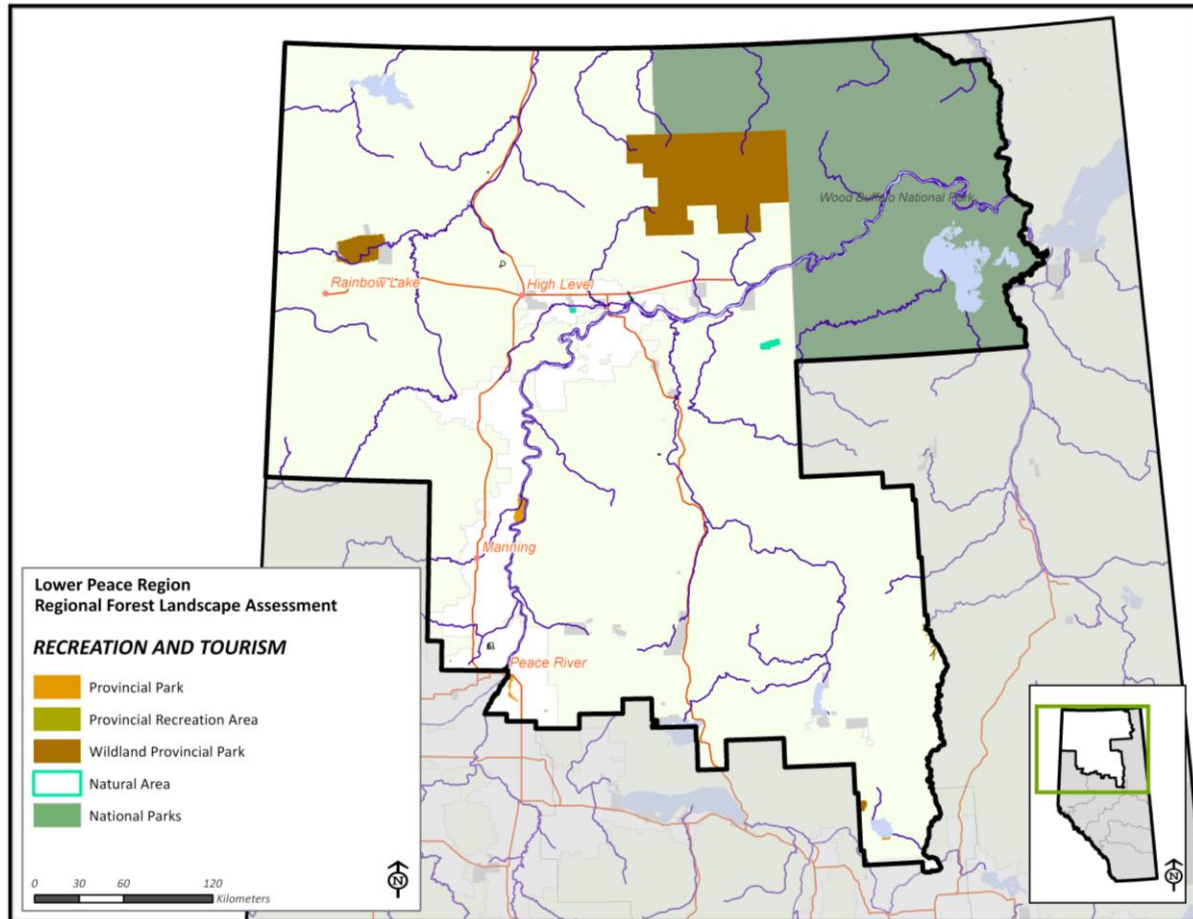 Wood Buffalo National Park
Rainbow Lake
High Level
Manning
Peace River
Lower Peace Region
Regional Forest Landscape Assessment
RECREATION AND TOURISM
Provincial Park
Provincial Recreation Area
Wildland Provincial Park
Natural Area
National Parks
0 30 60 120
Kilometers
N
N